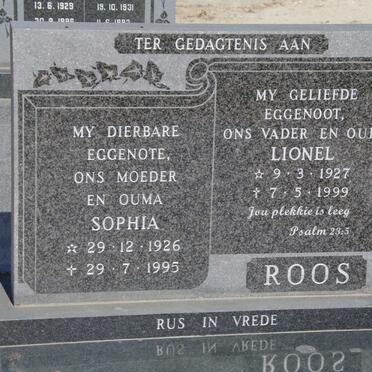 13. 6. 1929
19. 10. 1931
TER GEDAGTENIS AAN
MY DIERBARE
EGGENOTE,
ONS MOEDER
EN OUMA
SOPHIA
☆ 29 · 12 · 1926
✝ 29 · 7 · 1995
MY GELIEFDE
EGGENOOT,
ONS VADER EN OU
LIONEL
☆ 9 · 3 · 1927
✝ 7 · 5 · 1999
Jou plekkie is leeg
Psalm 23:5
ROOS
RUS IN VREDE